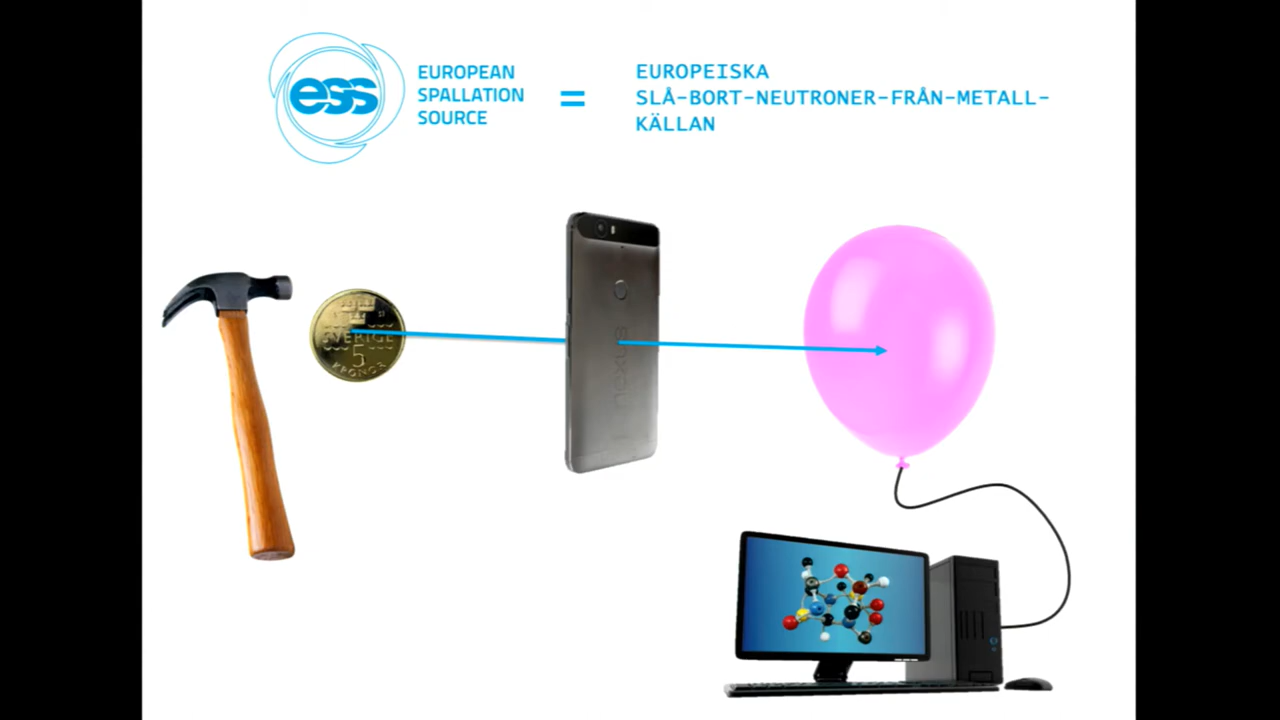 ess
EUROPEAN
SPALLATION
SOURCE
=
EUROPEISKA
SLÅ-BORT-NEUTRONER-FRÅN-METALL-
KÄLLAN
SVERIGE
5
KRONOR
nexus